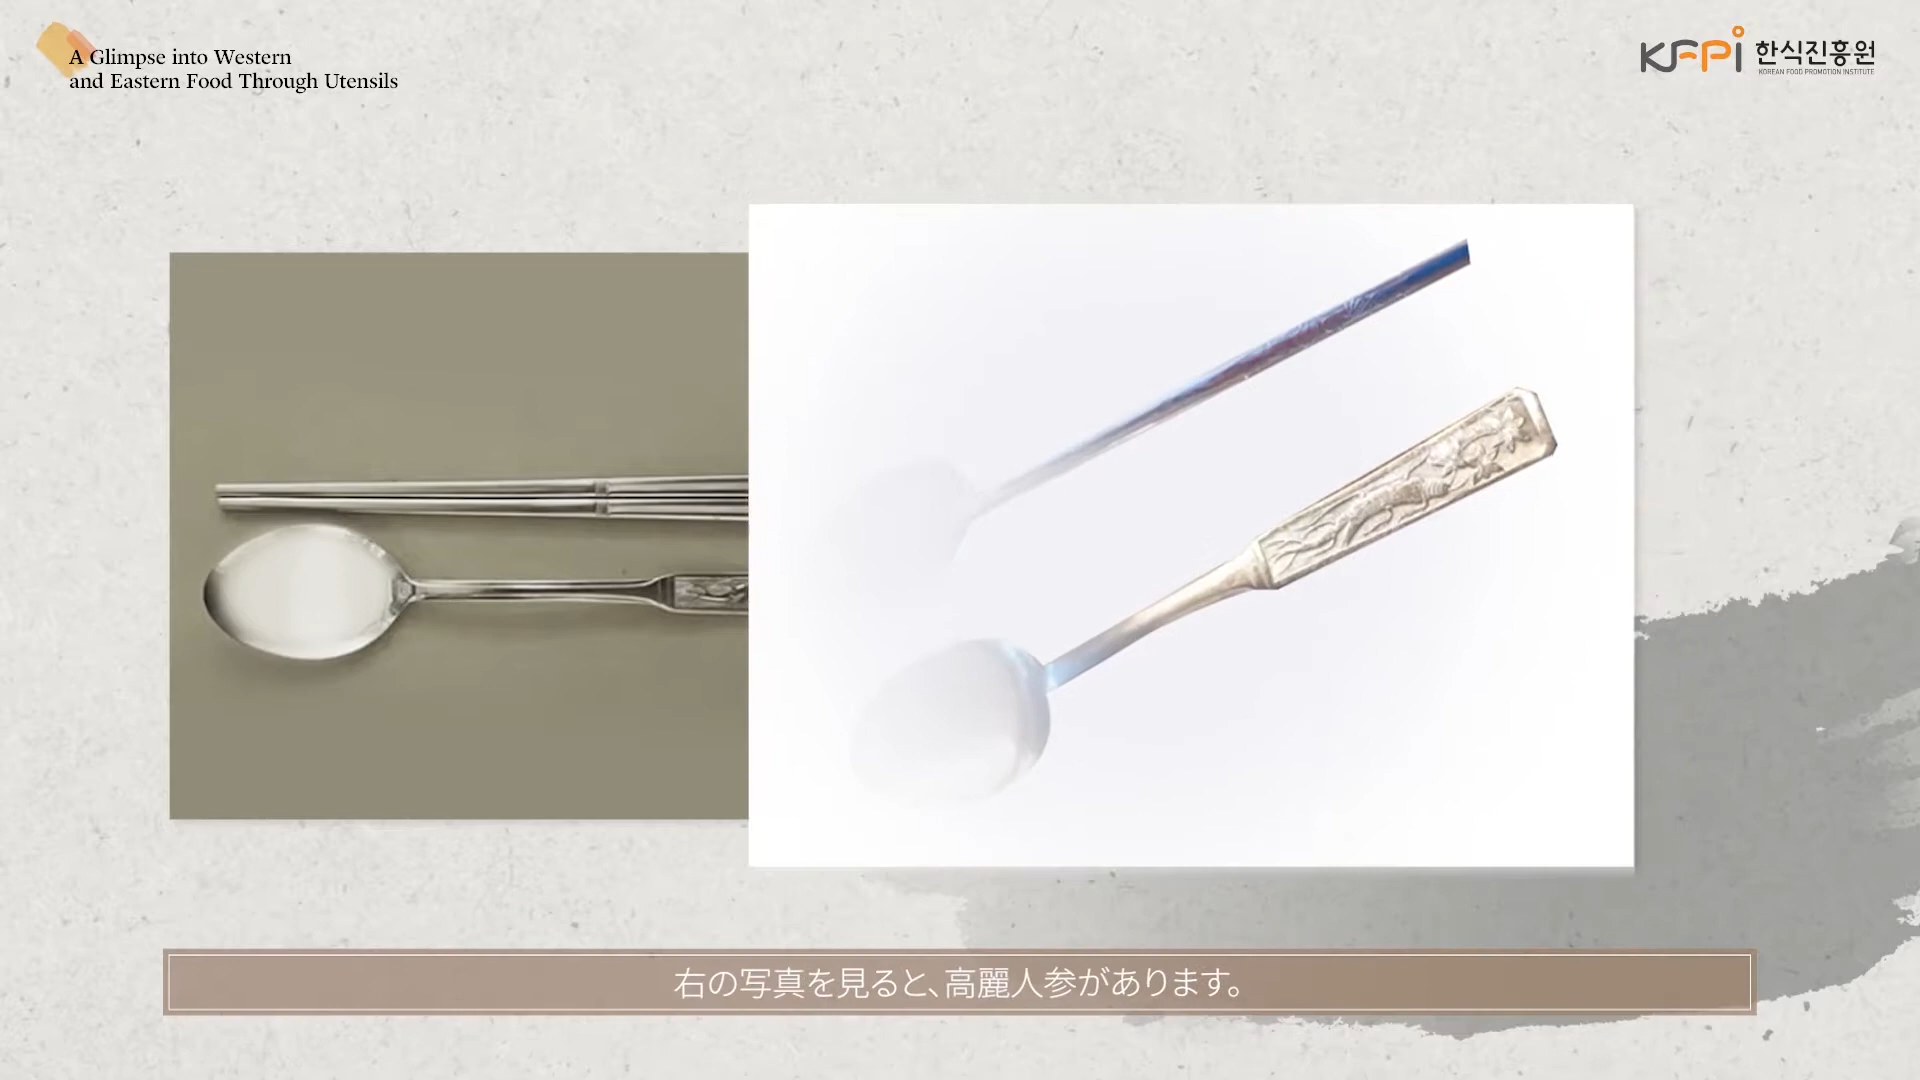 A Glimpse into Western
and Eastern Food Through Utensils
KFPi 한식진흥원
KOREAN FOOD PROMOTION INSTITUTE
右の写真を見ると、高麗人参があります。